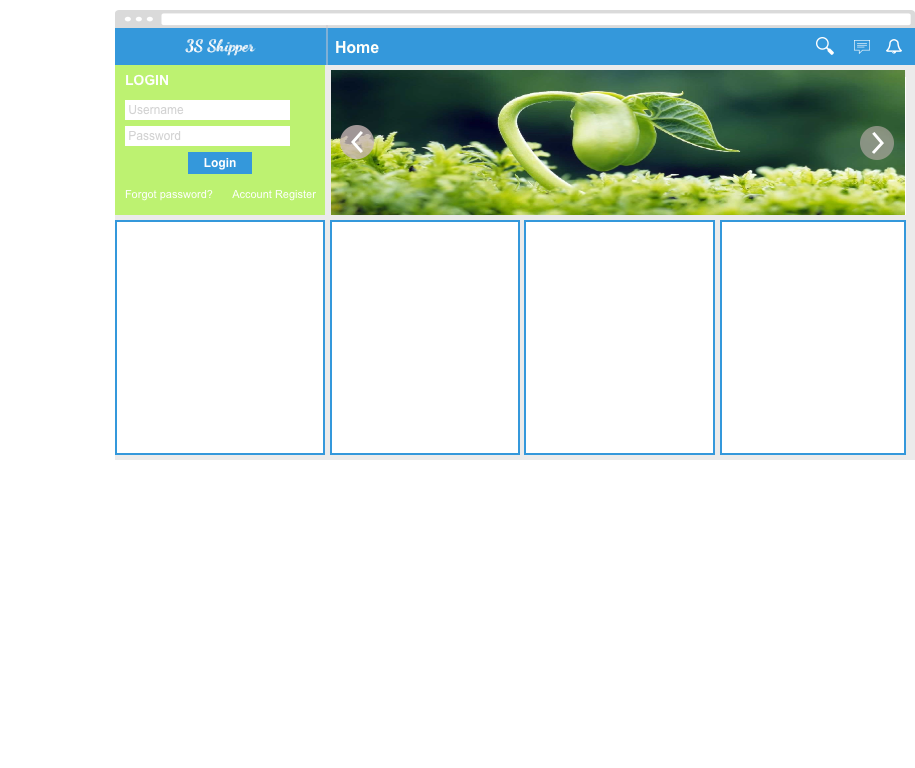 3S Shipper
Home
LOGIN
Username
Password
Login
Forgot password? Account Register